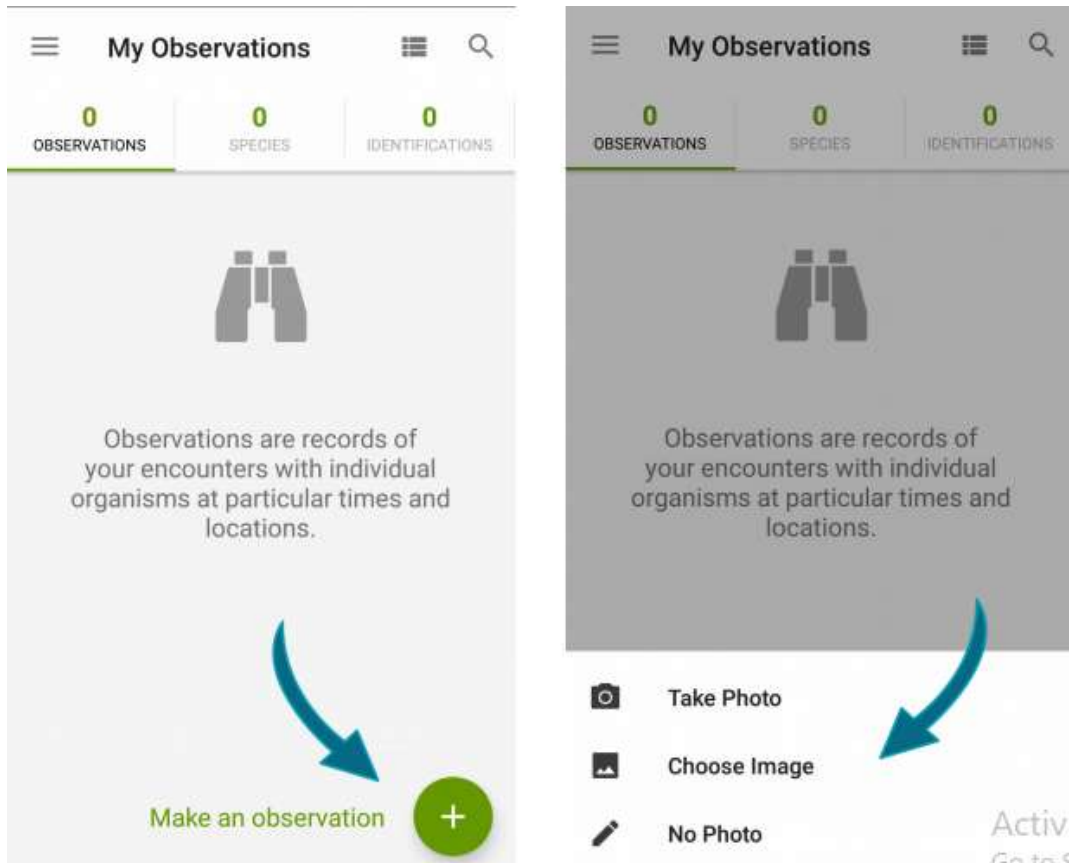 My Observations
0 0 0
OBSERVATIONS SPECIES IDENTIFICATIONS
Observations are records of
your encounters with individual
organisms at particular times and
locations.
Make an observation +
My Observations
0 0 0
OBSERVATIONS SPECIES IDENTIFICATIONS
Observations are records of
your encounters with individual
organisms at particular times and
locations.
Take Photo
Choose Image
No Photo
Activ
Go to S